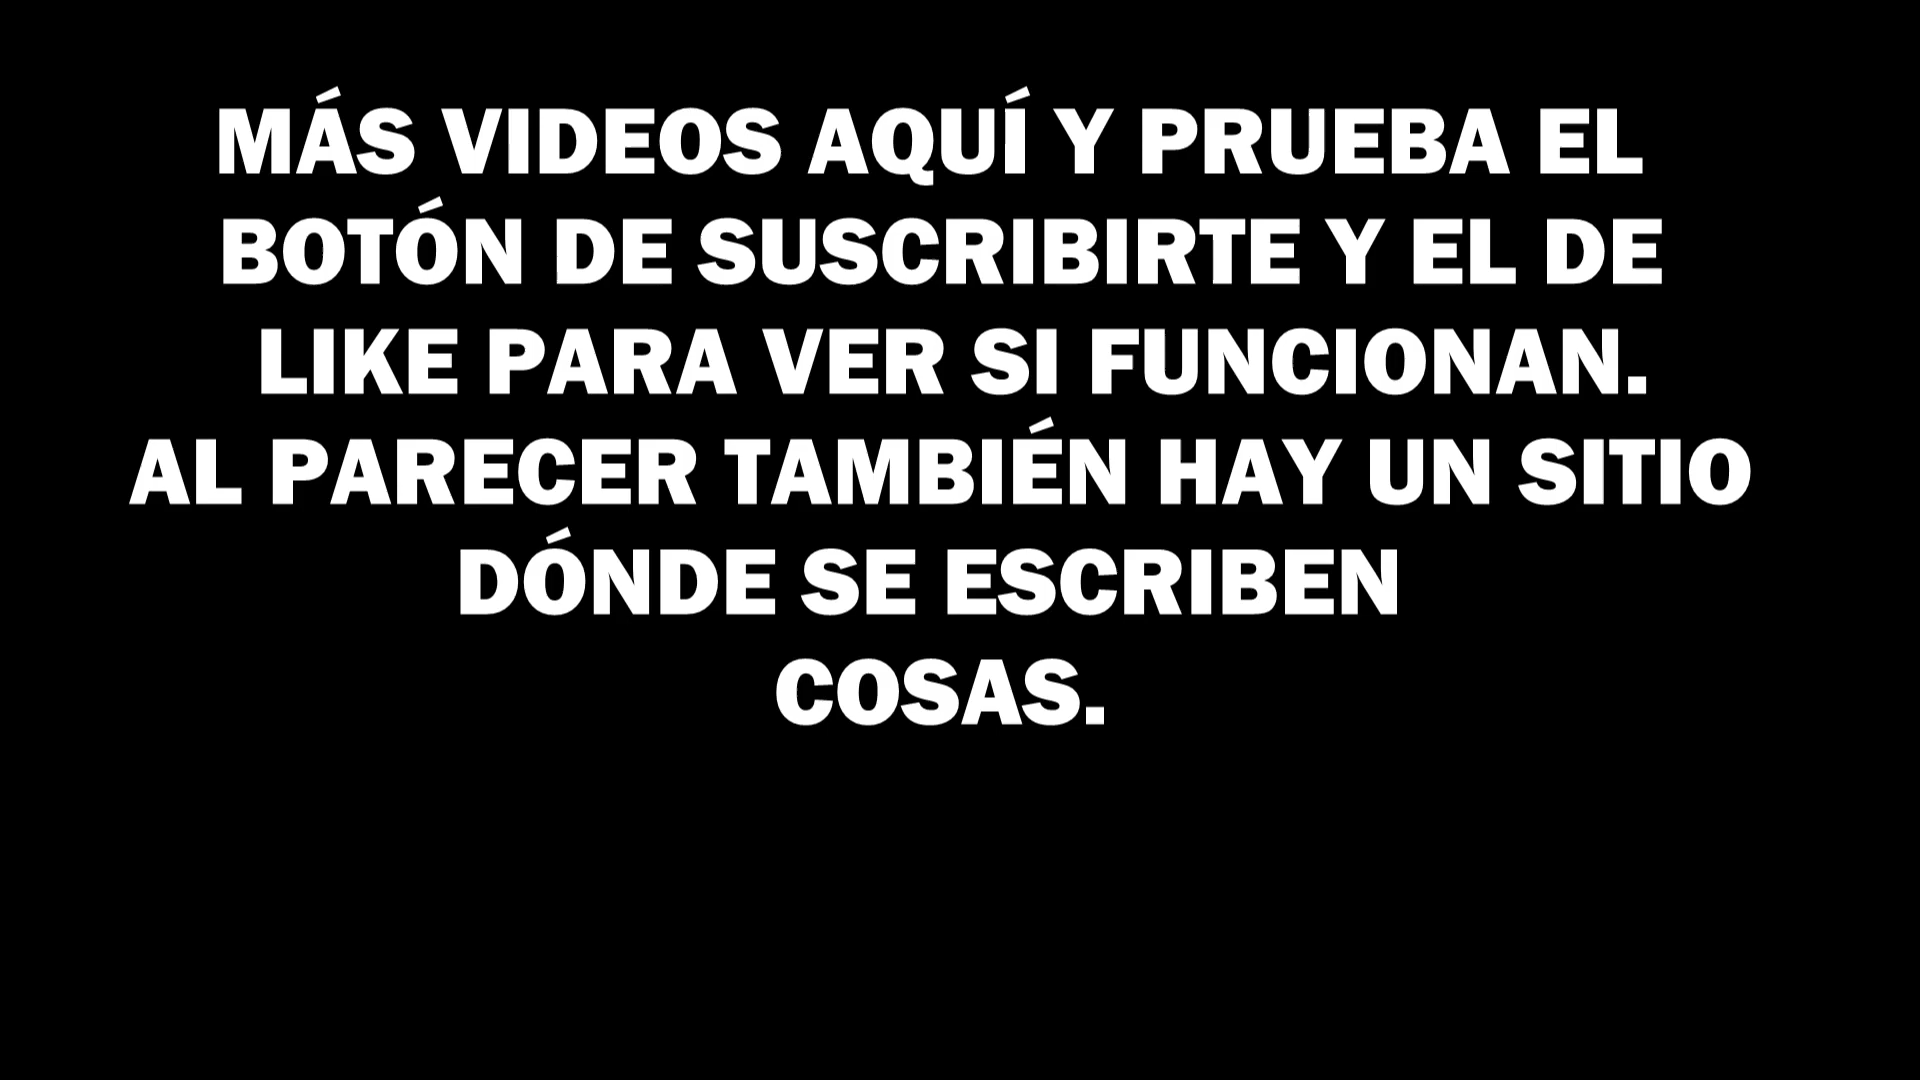 MÁS VIDEOS AQUÍ Y PRUEBA EL
BOTÓN DE SUSCRIBIRTE Y EL DE
LIKE PARA VER SI FUNCIONAN.
AL PARECER TAMBIÉN HAY UN SITIO
DÓNDE SE ESCRIBEN
COSAS.